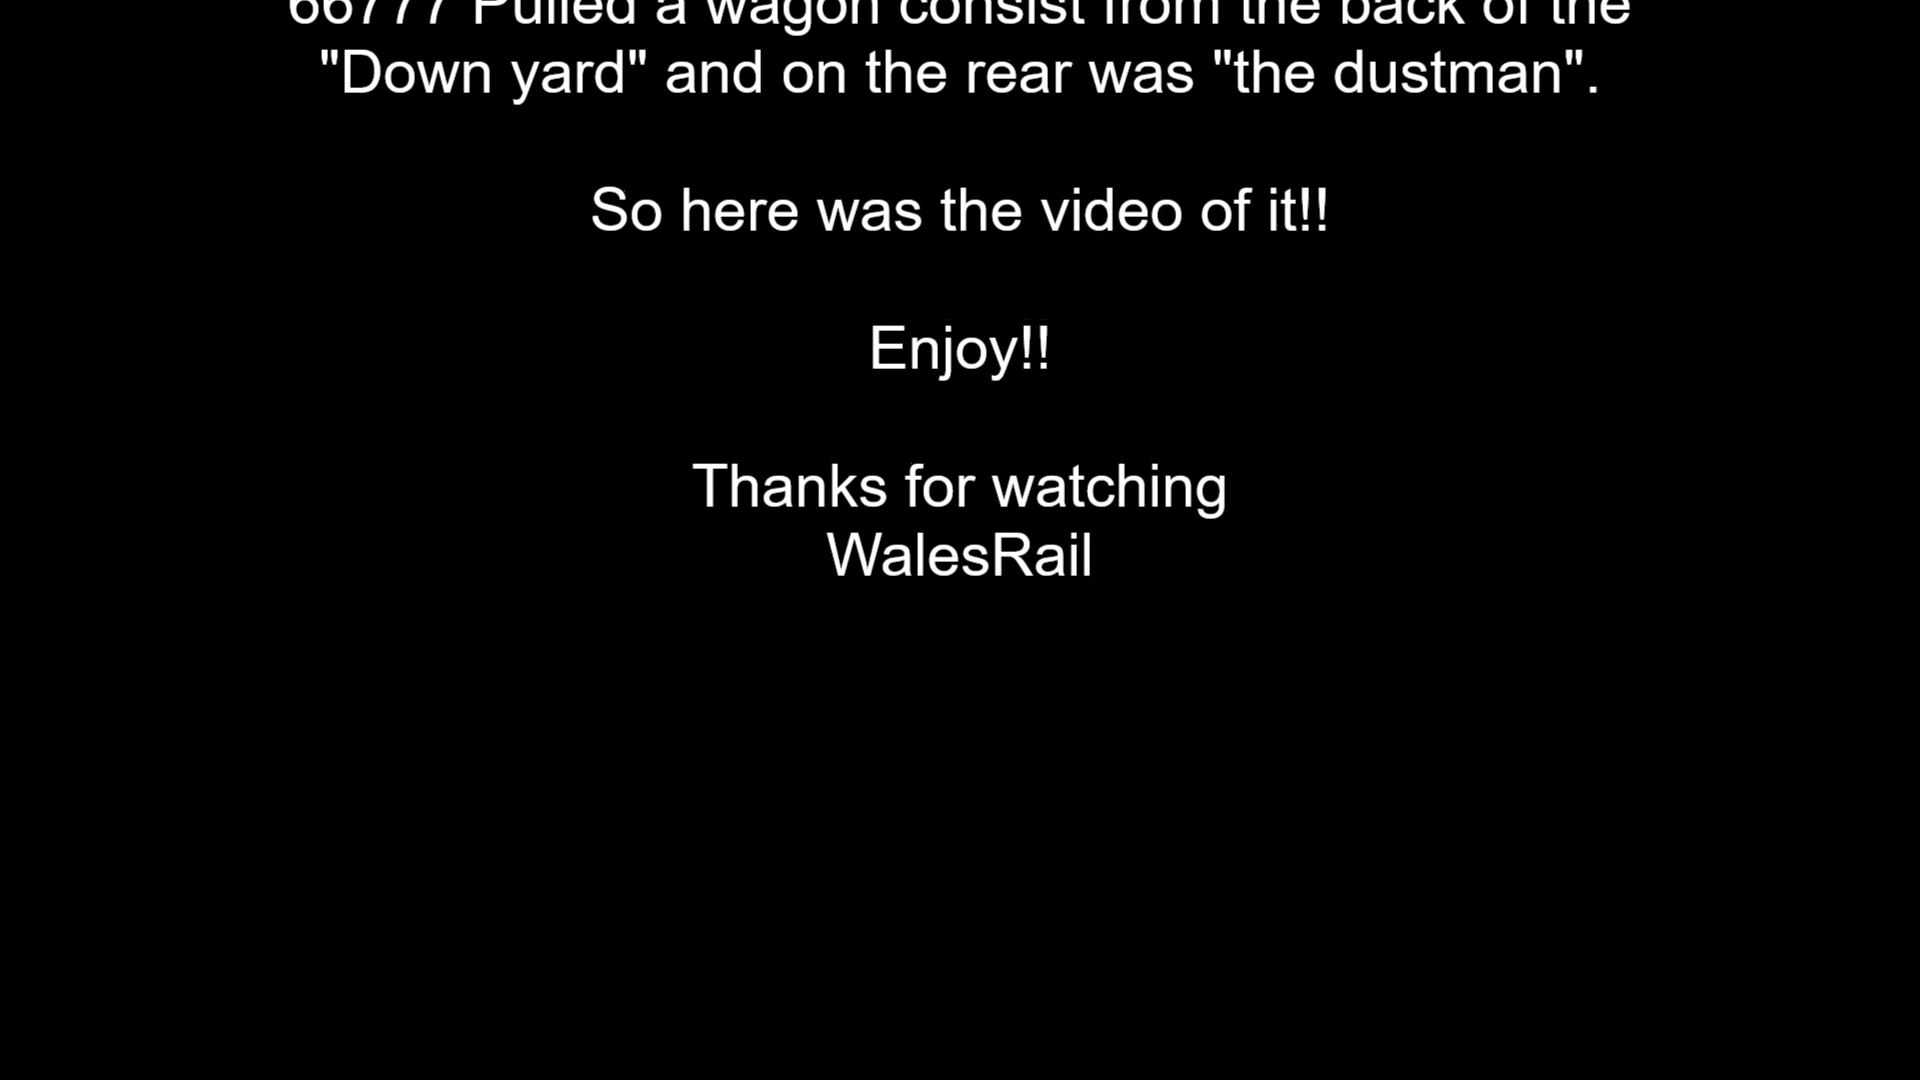 66777 Pulled a wagon consist from the back of the
"Down yard" and on the rear was "the dustman".
So here was the video of it!!
Enjoy!!
Thanks for watching
WalesRail